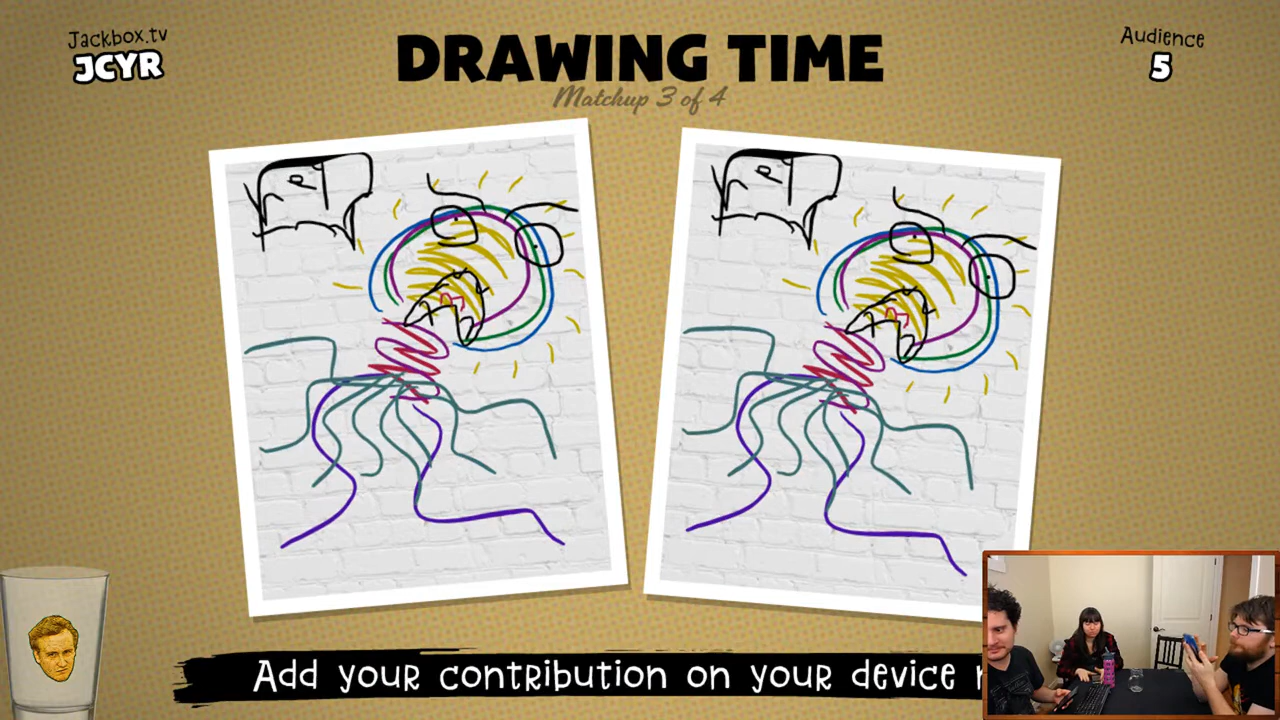 Jackbox.tv
JCYR
DRAWING TIME
Matchup 3 of 4
Audience
5
Add your contribution on your device